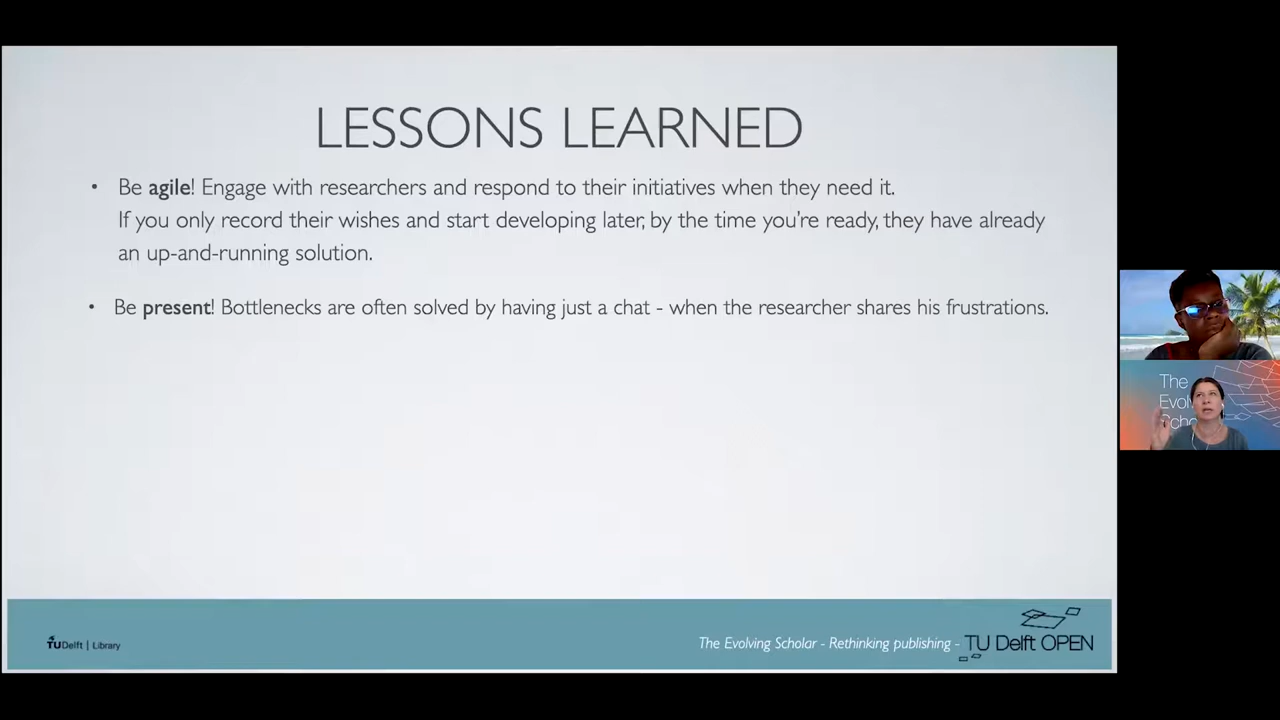 LESSONS LEARNED
• Be agile! Engage with researchers and respond to their initiatives when they need it.
If you only record their wishes and start developing later, by the time you're ready, they have already
an up-and-running solution.
• Be present! Bottlenecks are often solved by having just a chat - when the researcher shares his frustrations.
The
Evolv
Scho
TUDelft | Library
The Evolving Scholar - Rethinking publishing - TU Delft OPEN